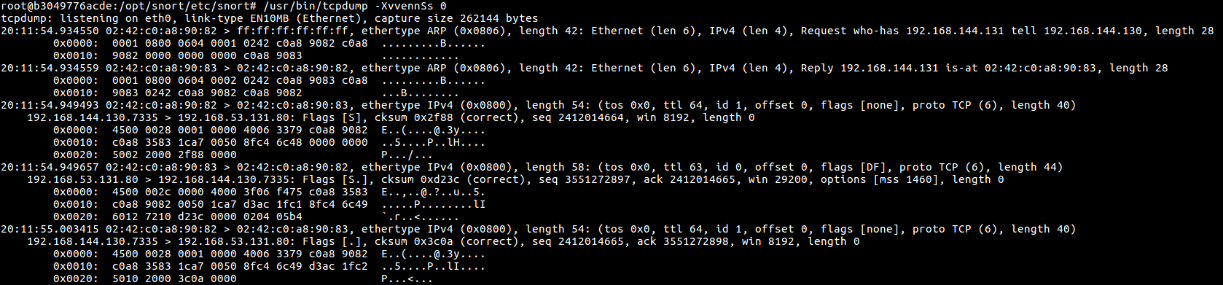 root@b3049776acde:/opt/snort/etc/snort# /usr/bin/tcpdump -XvvennSs 0
tcpdump: listening on eth0, link-type EN10MB (Ethernet), capture size 262144 bytes
20:11:54.934550 02:42:c0:a8:90:82 > ff:ff:ff:ff:ff:ff, ethertype ARP (0x0806), length 42: Ethernet (len 6), IPv4 (len 4), Request who-has 192.168.144.131 tell 192.168.144.130, length 28
0x0000:  0001 0800 0604 0001 0242 c0a8 9082 c0a8  .........B......
0x0010:  9082 0000 0000 0000 c0a8 9083            ............
20:11:54.934559 02:42:c0:a8:90:83 > 02:42:c0:a8:90:82, ethertype ARP (0x0806), length 42: Ethernet (len 6), IPv4 (len 4), Reply 192.168.144.131 is-at 02:42:c0:a8:90:83, length 28
0x0000:  0001 0800 0604 0002 0242 c0a8 9083 c0a8  .........B......
0x0010:  9083 0242 c0a8 9082 c0a8 9082            ...B........
20:11:54.949493 02:42:c0:a8:90:82 > 02:42:c0:a8:90:83, ethertype IPv4 (0x0800), length 54: (tos 0x0, ttl 64, id 1, offset 0, flags [none], proto TCP (6), length 40)
192.168.144.130.7335 > 192.168.53.131.80: Flags [S], cksum 0x2f88 (correct), seq 2412014664, win 8192, length 0
0x0000:  4500 0028 0001 0000 4006 3379 c0a8 9082  E..(....@.3y....
0x0010:  c0a8 3583 1ca7 0050 8fc4 6c48 0000 0000  ..5....P..lH....
0x0020:  5002 2000 2f88 0000                      P.../...
20:11:54.949657 02:42:c0:a8:90:83 > 02:42:c0:a8:90:82, ethertype IPv4 (0x0800), length 58: (tos 0x0, ttl 63, id 0, offset 0, flags [DF], proto TCP (6), length 44)
192.168.53.131.80 > 192.168.144.130.7335: Flags [S.], cksum 0xd23c (correct), seq 3551272897, ack 2412014665, win 29200, options [mss 1460], length 0
0x0000:  4500 002c 0000 4000 3f06 f475 c0a8 3583  E..,..@.?..u..5.
0x0010:  c0a8 9082 0050 1ca7 d3ac 1fc1 8fc4 6c49  .....P........lI
0x0020:  6012 7210 d23c 0000 0204 05b4            `.r..<......
20:11:55.003415 02:42:c0:a8:90:82 > 02:42:c0:a8:90:83, ethertype IPv4 (0x0800), length 54: (tos 0x0, ttl 64, id 1, offset 0, flags [none], proto TCP (6), length 40)
192.168.144.130.7335 > 192.168.53.131.80: Flags [.], cksum 0x3c0a (correct), seq 2412014665, ack 3551272898, win 8192, length 0
0x0000:  4500 0028 0001 0000 4006 3379 c0a8 9082  E..(....@.3y....
0x0010:  c0a8 3583 1ca7 0050 8fc4 6c49 d3ac 1fc2  ..5....P..lI....
0x0020:  5010 2000 3c0a 0000                      P...<...